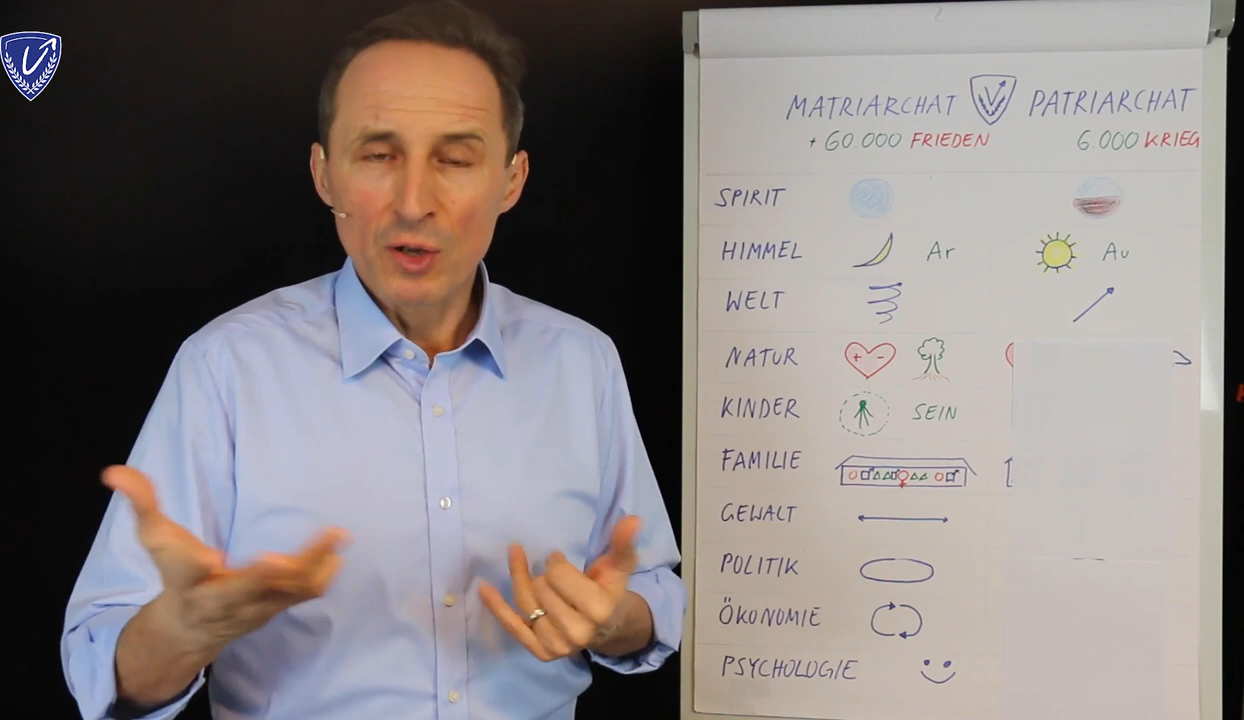 MATRIARCHAT PATRIARCHAT
+ 60.000 FRIEDEN 6.000 KRIEG
SPIRIT
HIMMEL Ar Au
WELT
NATUR + -
KINDER SEIN
FAMILIE
GEWALT
POLITIK
ÖKONOMIE
PSYCHOLOGIE